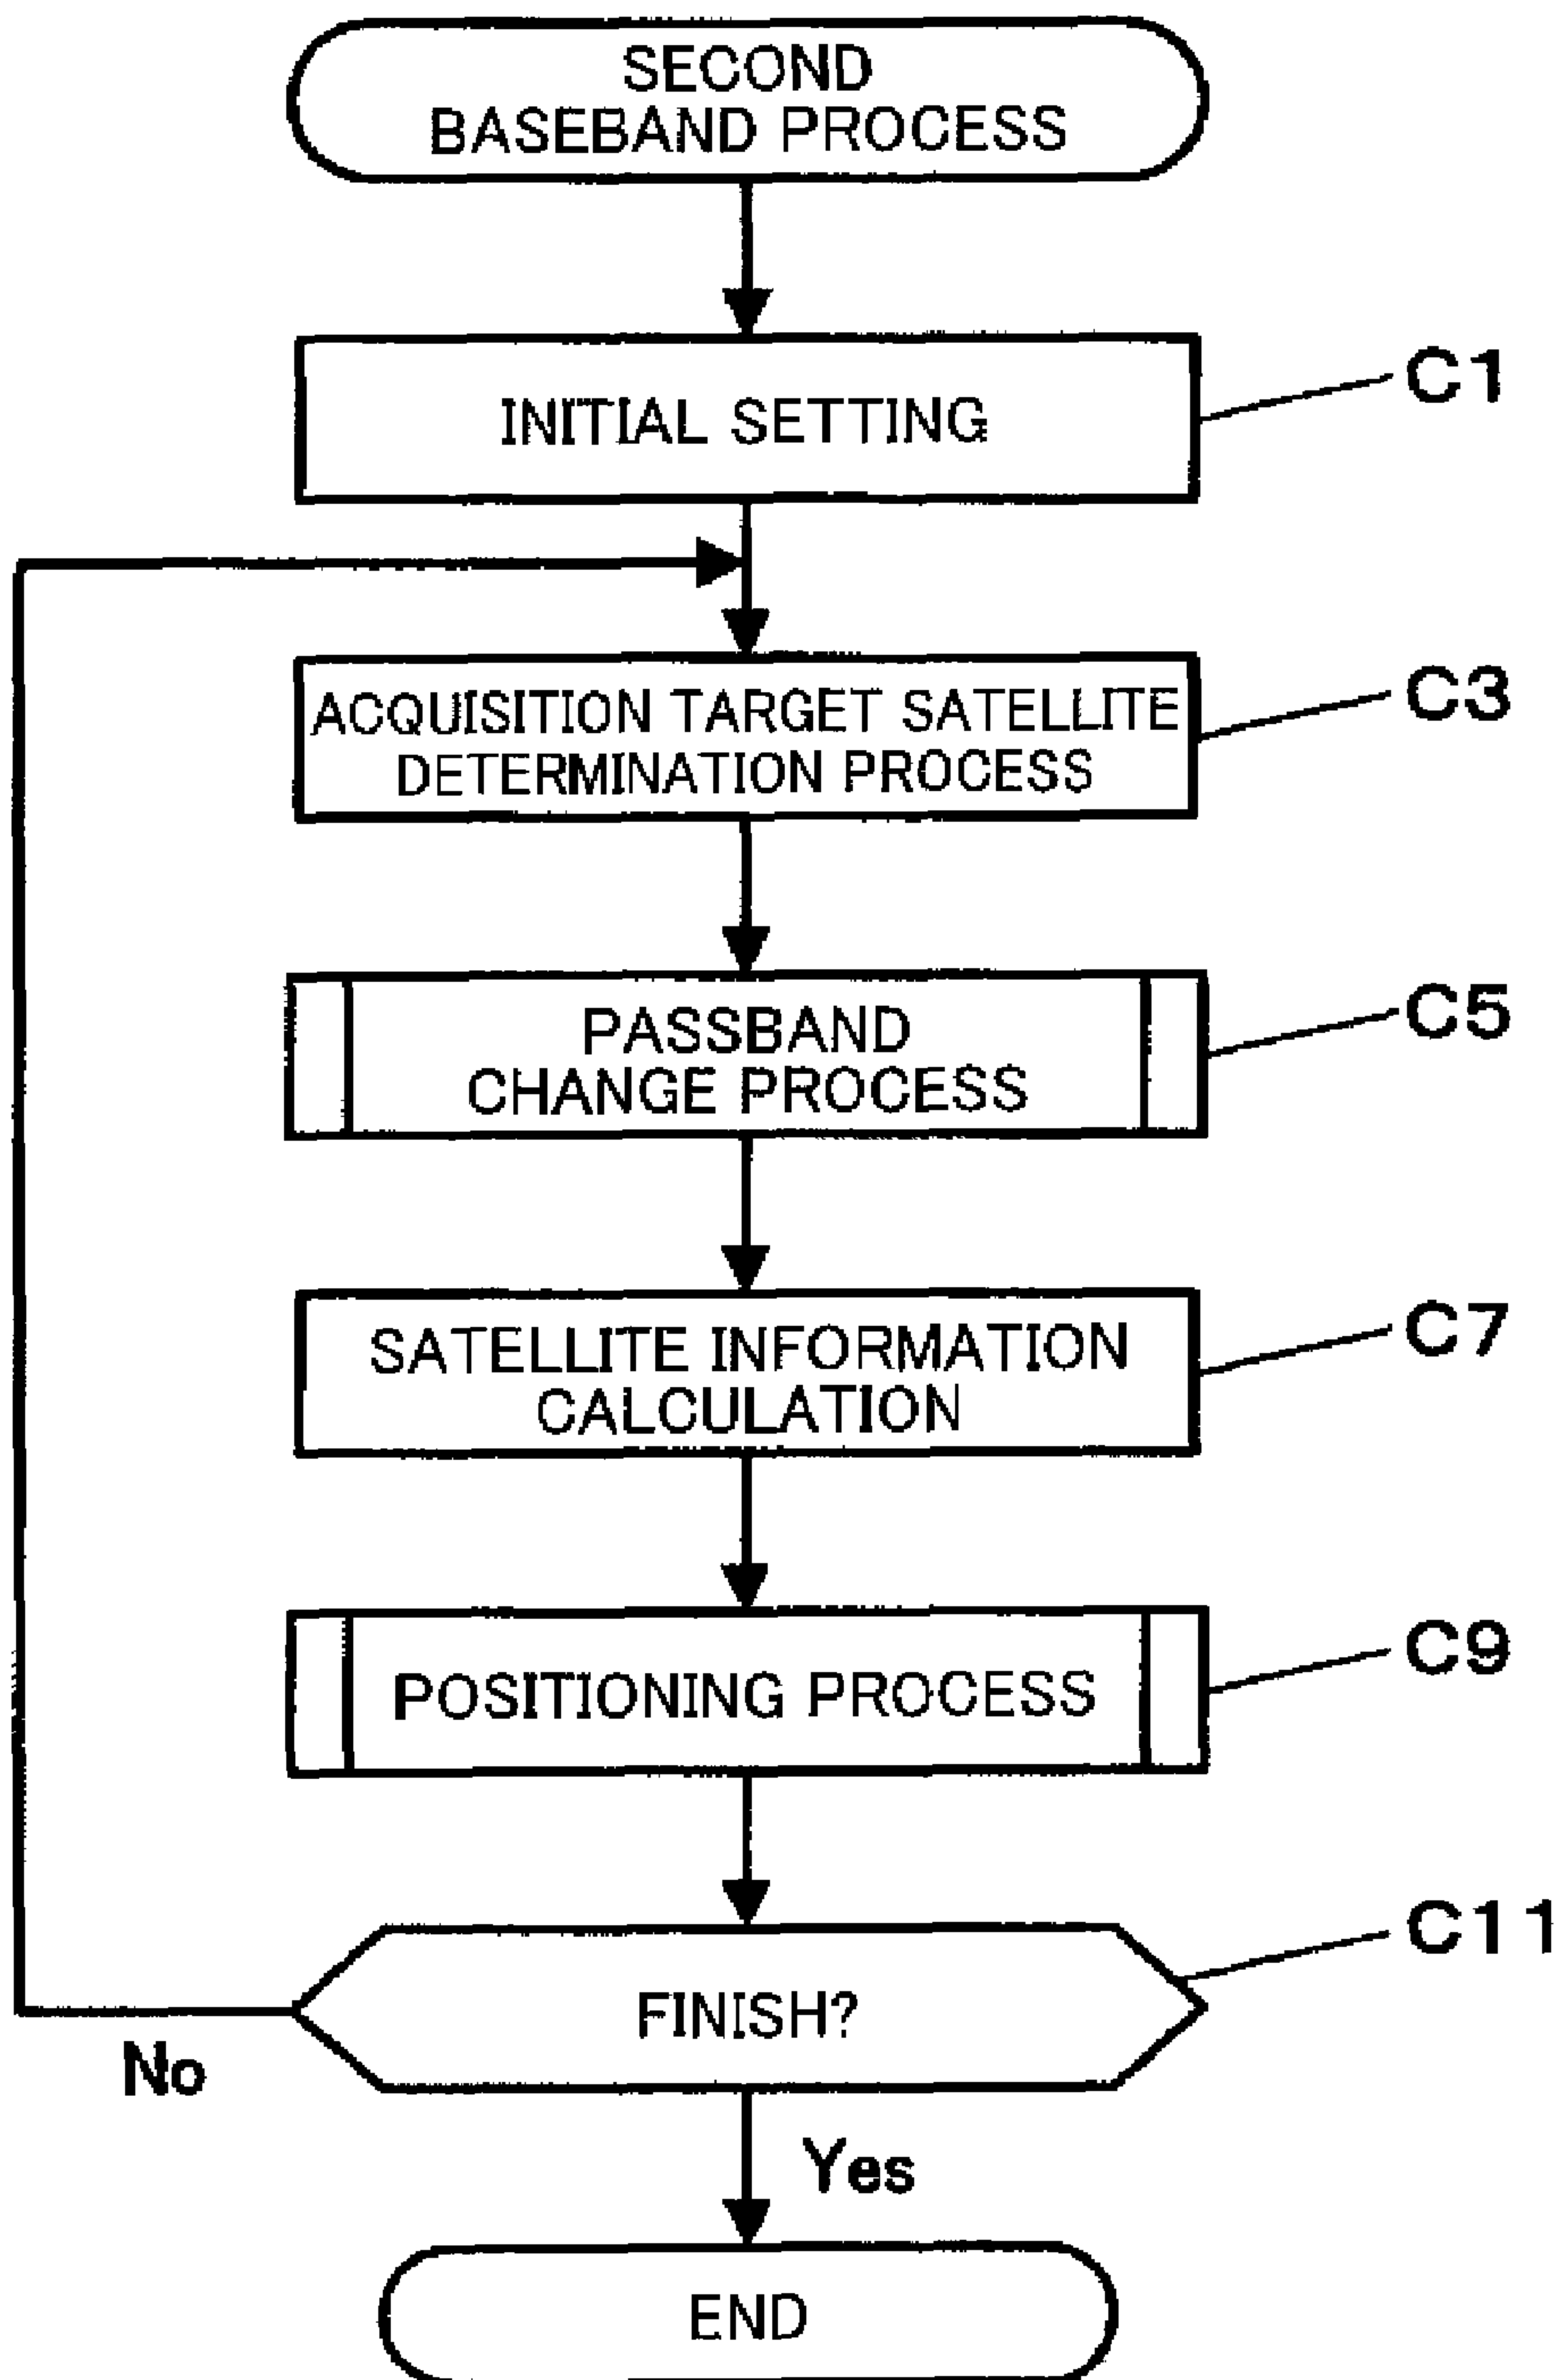 SECOND
BASEBAND PROCESS
INITIAL SETTING
C1
ACQUISITION TARGET SATELLITE
DETERMINATION PROCESS
C3
PASSBAND
CHANGE PROCESS
C5
SATELLITE INFORMATION
CALCULATION
C7
POSITIONING PROCESS
C9
FINISH?
C11
No
Yes
END